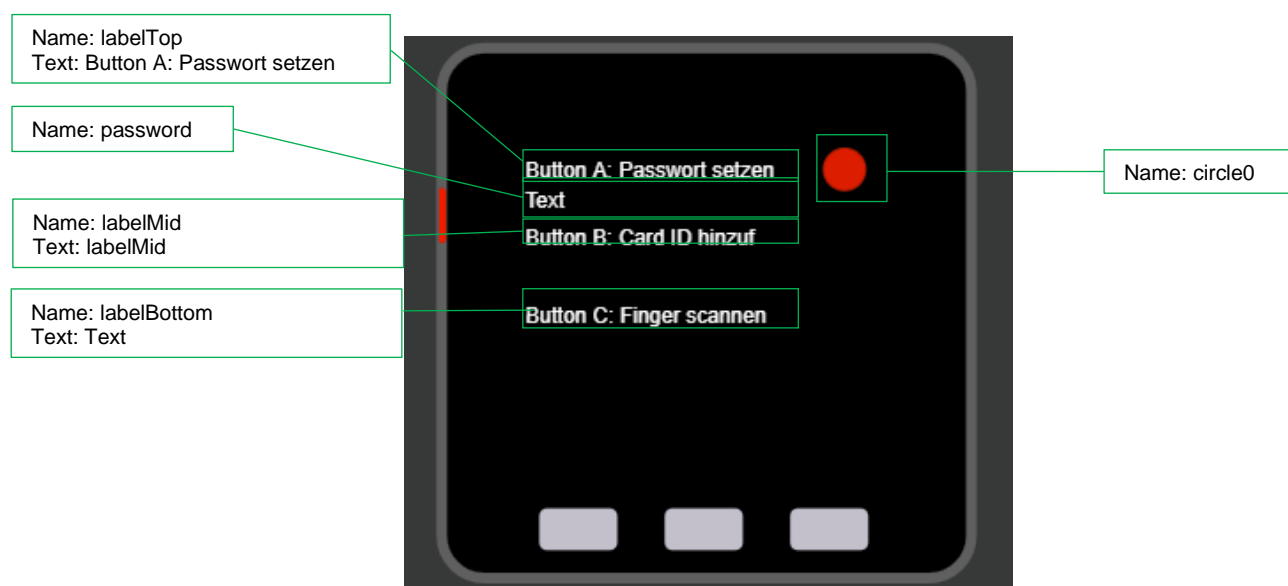 Name: labelTop
Text: Button A: Passwort setzen
Name: password
Name: labelMid
Text: labelMid
Name: labelBottom
Text: Text
Button A: Passwort setzen
Text
Button B: Card ID hinzuf
Button C: Finger scannen
Name: circle0